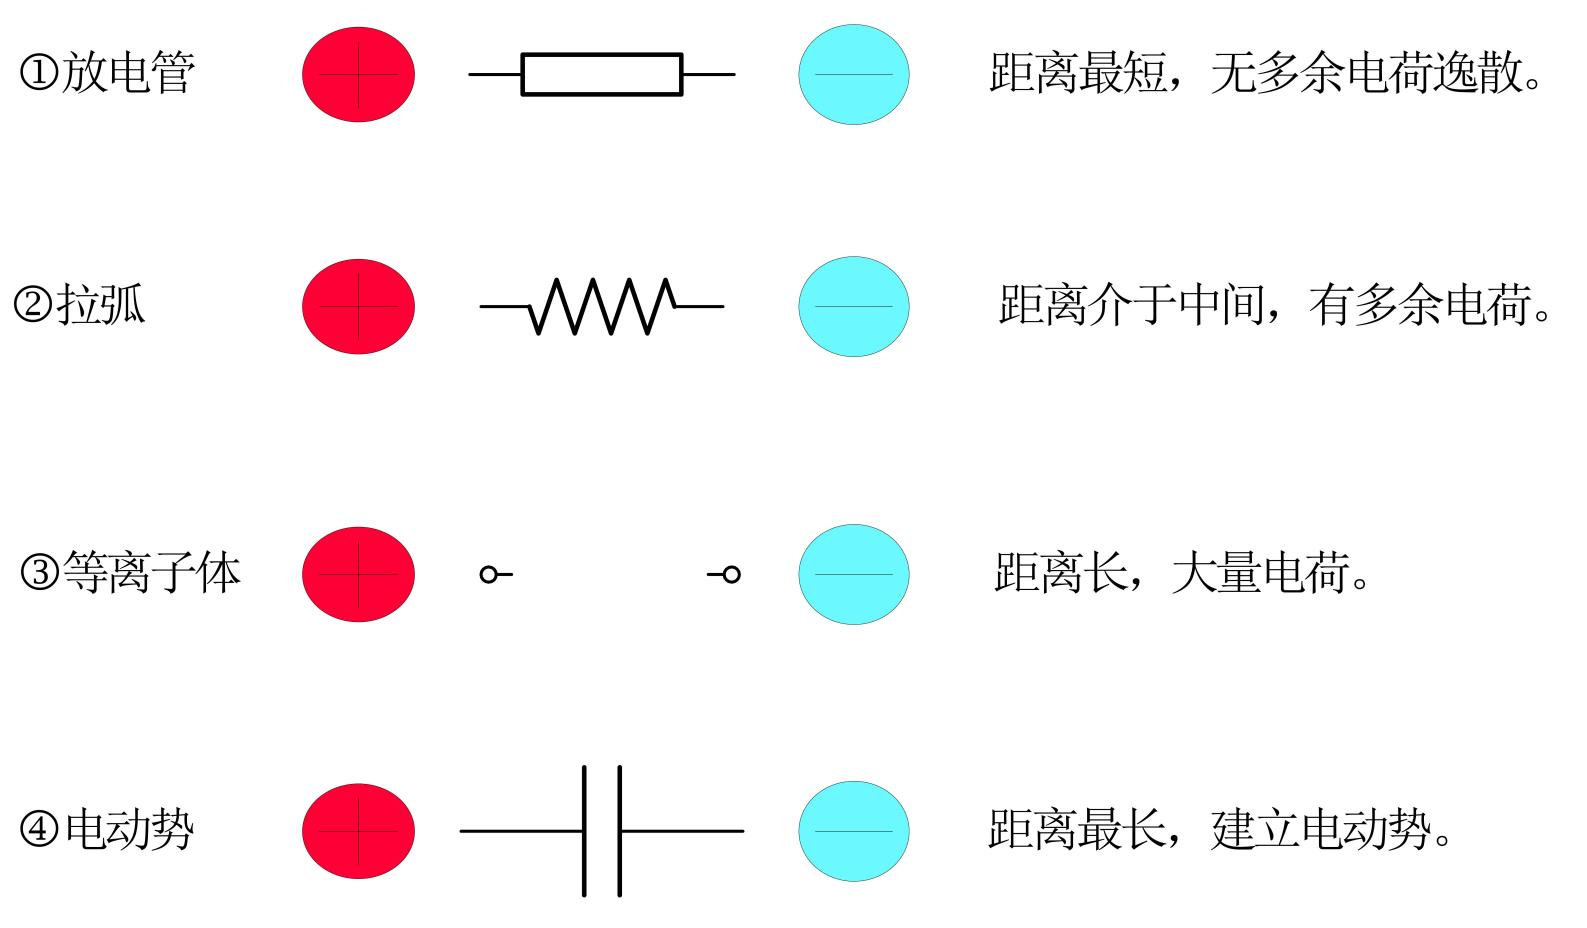 ①放电管
距离最短，无多余电荷逸散。
②拉弧
距离介于中间，有多余电荷。
③等离子体
距离长，大量电荷。
④电动势
距离最长，建立电动势。